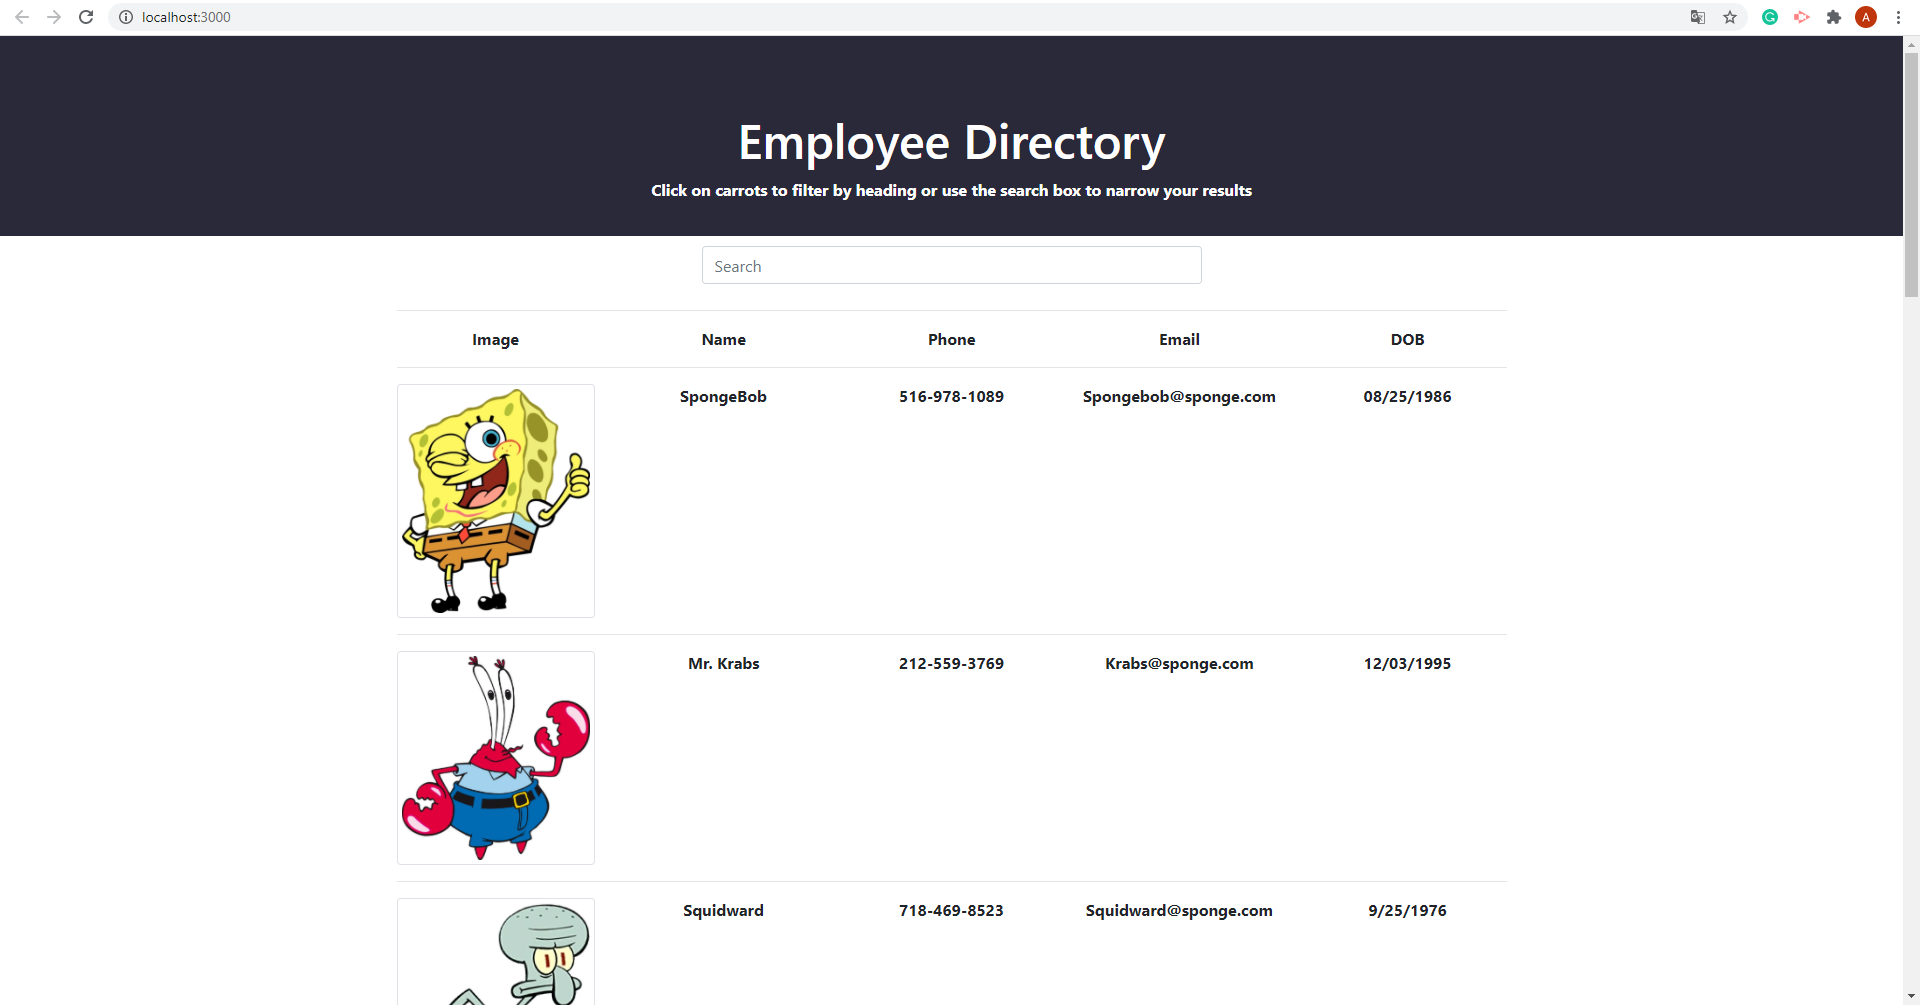 localhost:3000
A
Employee Directory
Click on carrots to filter by heading or use the search box to narrow your results
Search
Image Name Phone Email DOB
SpongeBob 516-978-1089 Spongebob@sponge.com 08/25/1986
Mr. Krabs 212-559-3769 Krabs@sponge.com 12/03/1995
Squidward 718-469-8523 Squidward@sponge.com 9/25/1976